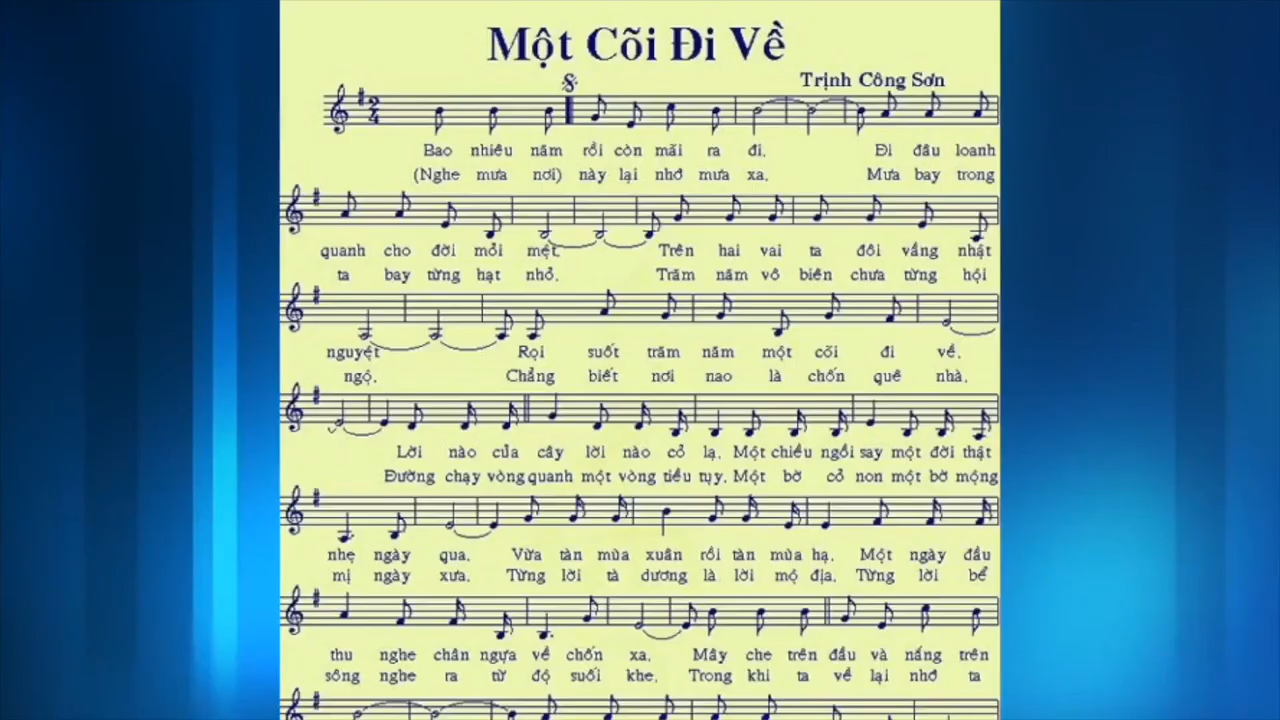 Một Cõi Đi Về
Trịnh Công Sơn
2
4
Bao nhiêu năm rồi còn mãi ra đi, Đi đâu loanh
(Nghe mưa nơi) này lại nhớ mưa xa, Mưa bay trong
quanh cho đời mỏi mệt, Trên hai vai ta đôi vầng nhật
ta bay từng hạt nhỏ, Trăm năm vô biên chưa từng hội
nguyệt Rọi suốt trăm năm một cõi đi về,
ngộ, Chẳng biết nơi nao là chốn quê nhà,
Lời nào của cây lời nào cỏ lạ, Một chiều ngồi say một đời thật
Đường chạy vòng quanh một vòng tiều tụy, Một bờ cỏ non một bờ mộng
nhẹ ngày qua, Vừa tàn mùa xuân rồi tàn mùa hạ, Một ngày đầu
mị ngày xưa, Từng lời tà dương là lời mộ địa, Từng lời bể
thu nghe chân ngựa về chốn xa, Mây che trên đầu và nắng trên
sông nghe ra từ độ suối khe, Trong khi ta về lại nhớ ta